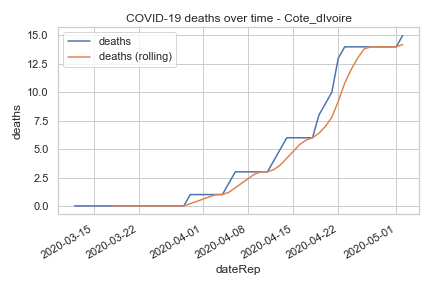 COVID-19 deaths over time - Cote_dIvoire
deaths
deaths (rolling)
15.0
12.5
10.0
7.5
5.0
2.5
0.0
deaths
2020-03-15
2020-03-22
2020-04-01
2020-04-08
2020-04-15
2020-04-22
2020-05-01
dateRep